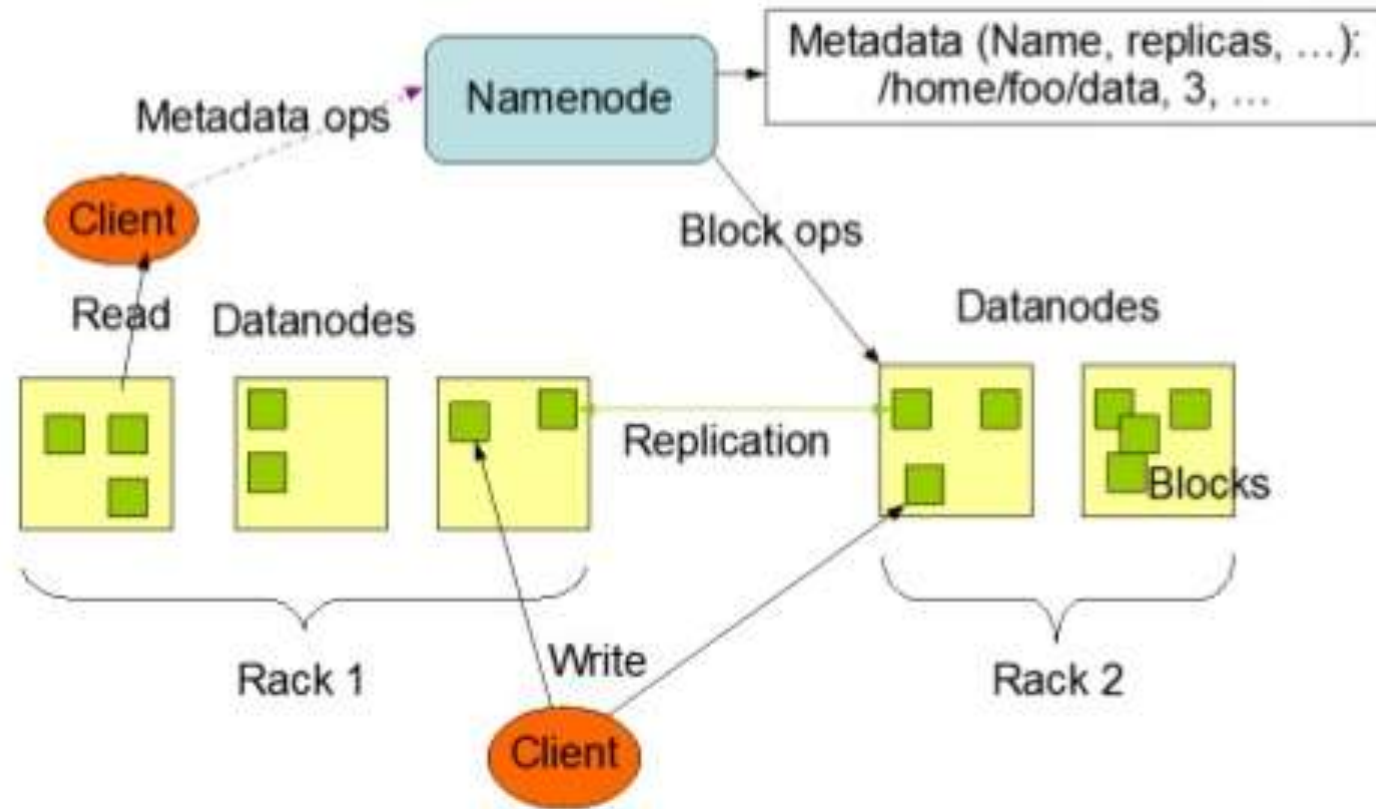 Metadata (Name, replicas, …):
/home/foo/data, 3, …
Namenode
Metadata ops
Client
Block ops
Read
Datanodes
Datanodes
Replication
Blocks
Rack 1
Write
Rack 2
Client